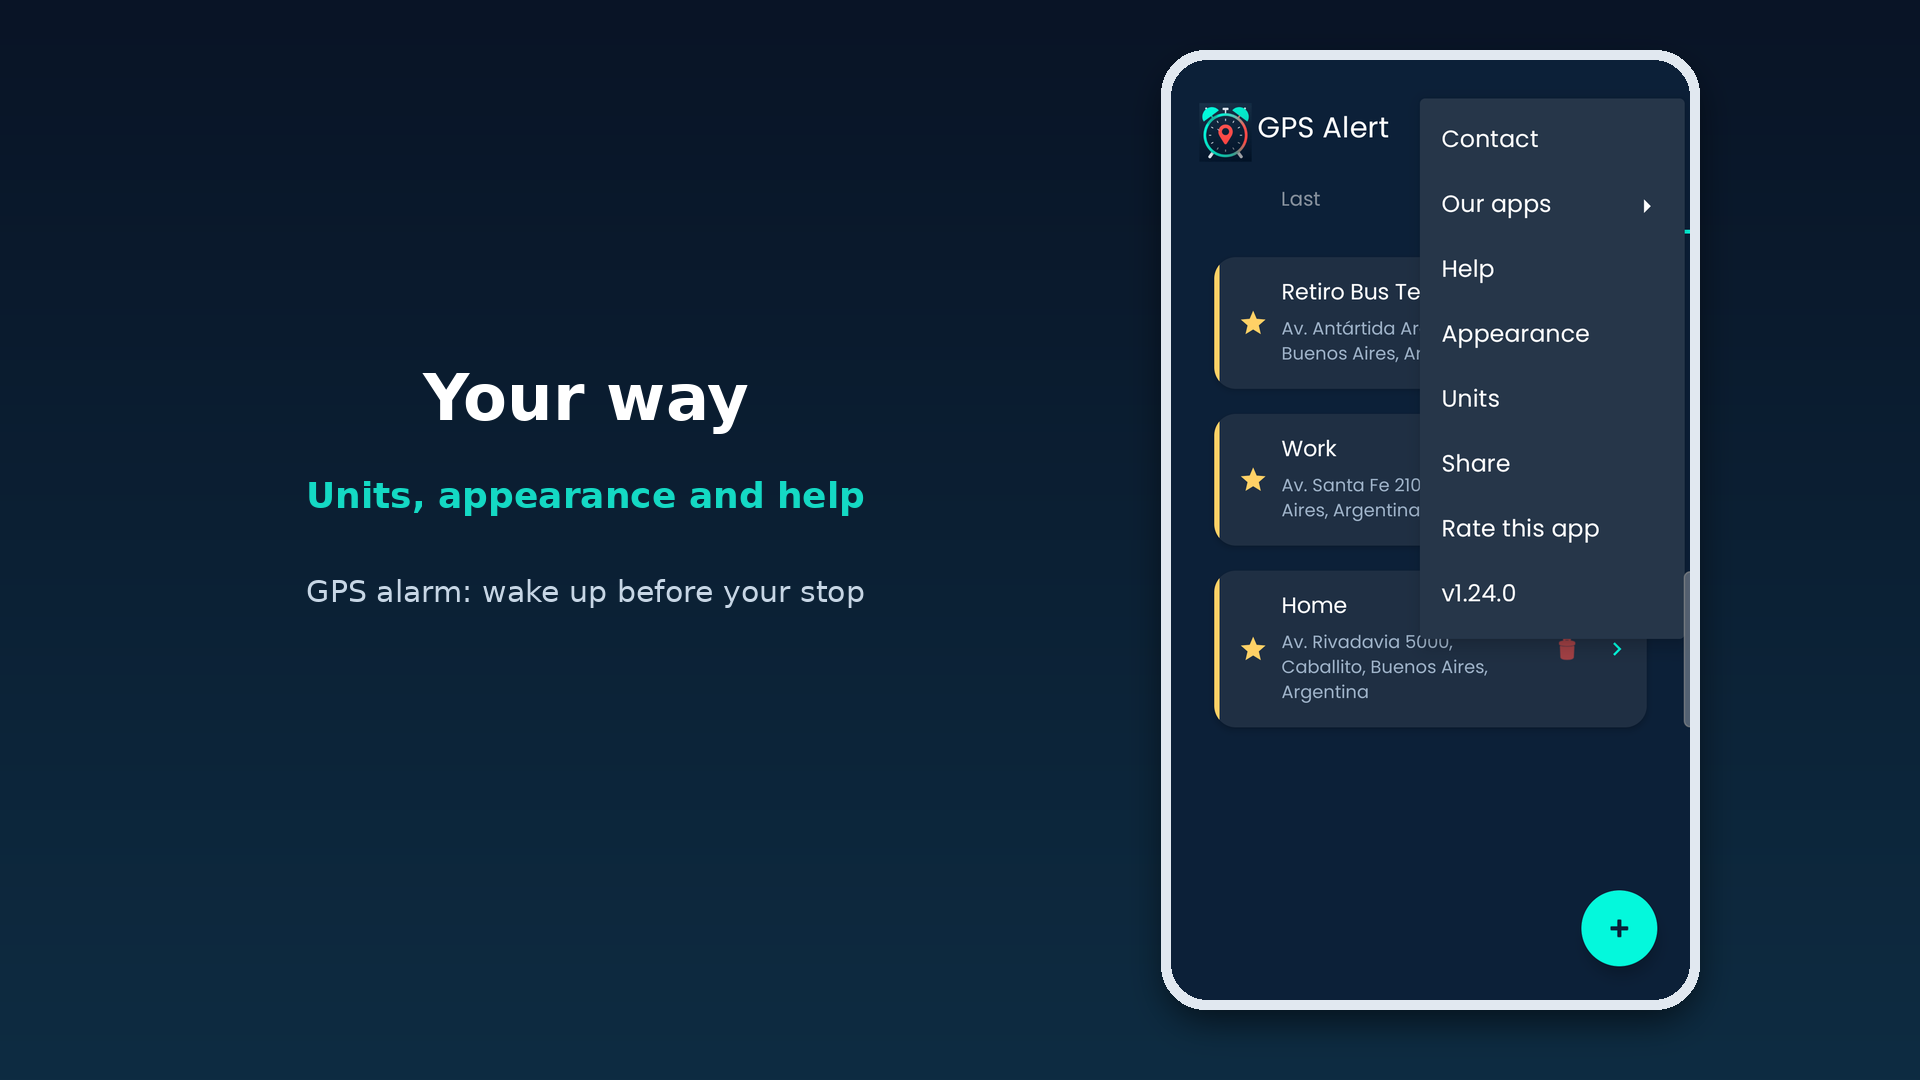 Your way
Units, appearance and help
GPS alarm: wake up before your stop
GPS Alert
Last
Retiro Bus Te
Av. Antártida Ar
Buenos Aires, Ar
Work
Av. Santa Fe 210
Aires, Argentina
Home
Av. Rivadavia 5000,
Caballito, Buenos Aires,
Argentina
Contact
Our apps
Help
Appearance
Units
Share
Rate this app
v1.24.0